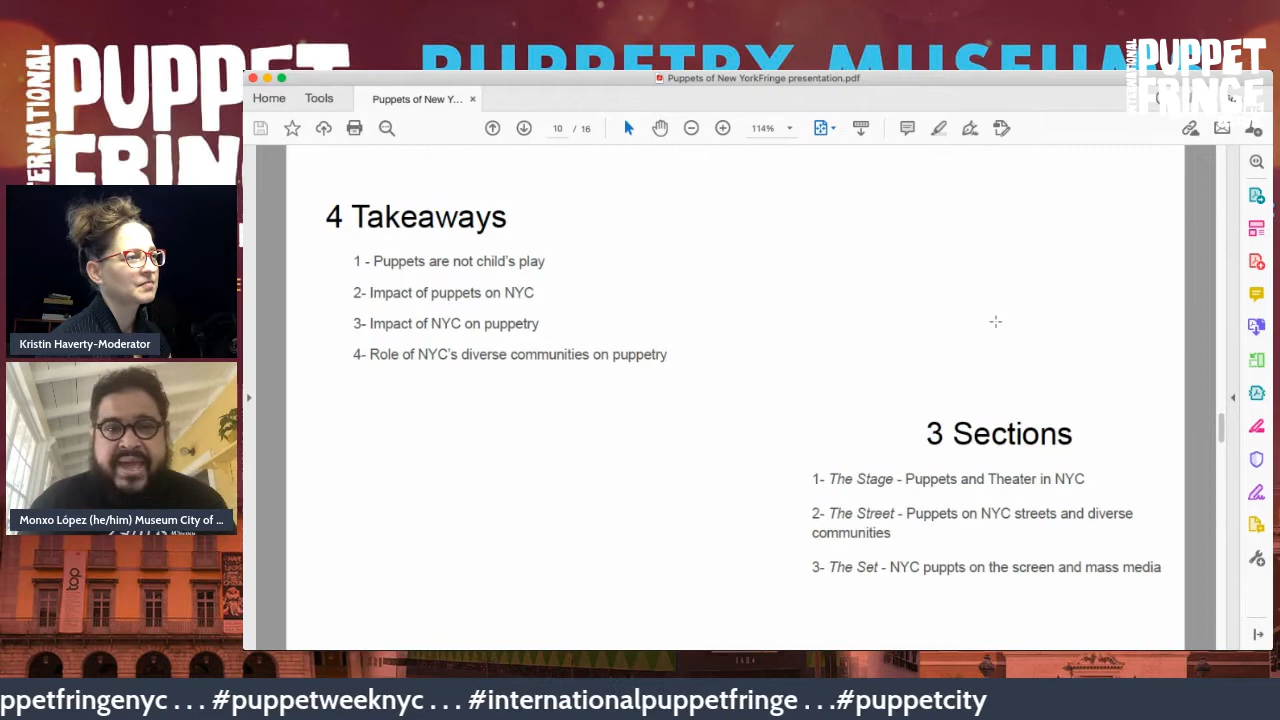 PUPPETRY MUSEUM
INTERNATIONAL
PUPPET
FRINGE
PUPPET
FRINGE
Puppets of New YorkFringe presentation.pdf
Home
Tools
Puppets of New Y...
10 / 16
114%
4 Takeaways
1 - Puppets are not child's play
2- Impact of puppets on NYC
3- Impact of NYC on puppetry
4- Role of NYC's diverse communities on puppetry
3 Sections
1- The Stage - Puppets and Theater in NYC
2- The Street - Puppets on NYC streets and diverse
communities
3- The Set - NYC puppts on the screen and mass media
Kristin Haverty-Moderator
Monxo López (he/him) Museum City of ...
top
ppetfringenyc . . . #puppetweeknyc . . . #internationalpuppetfringe . . .#puppetcity